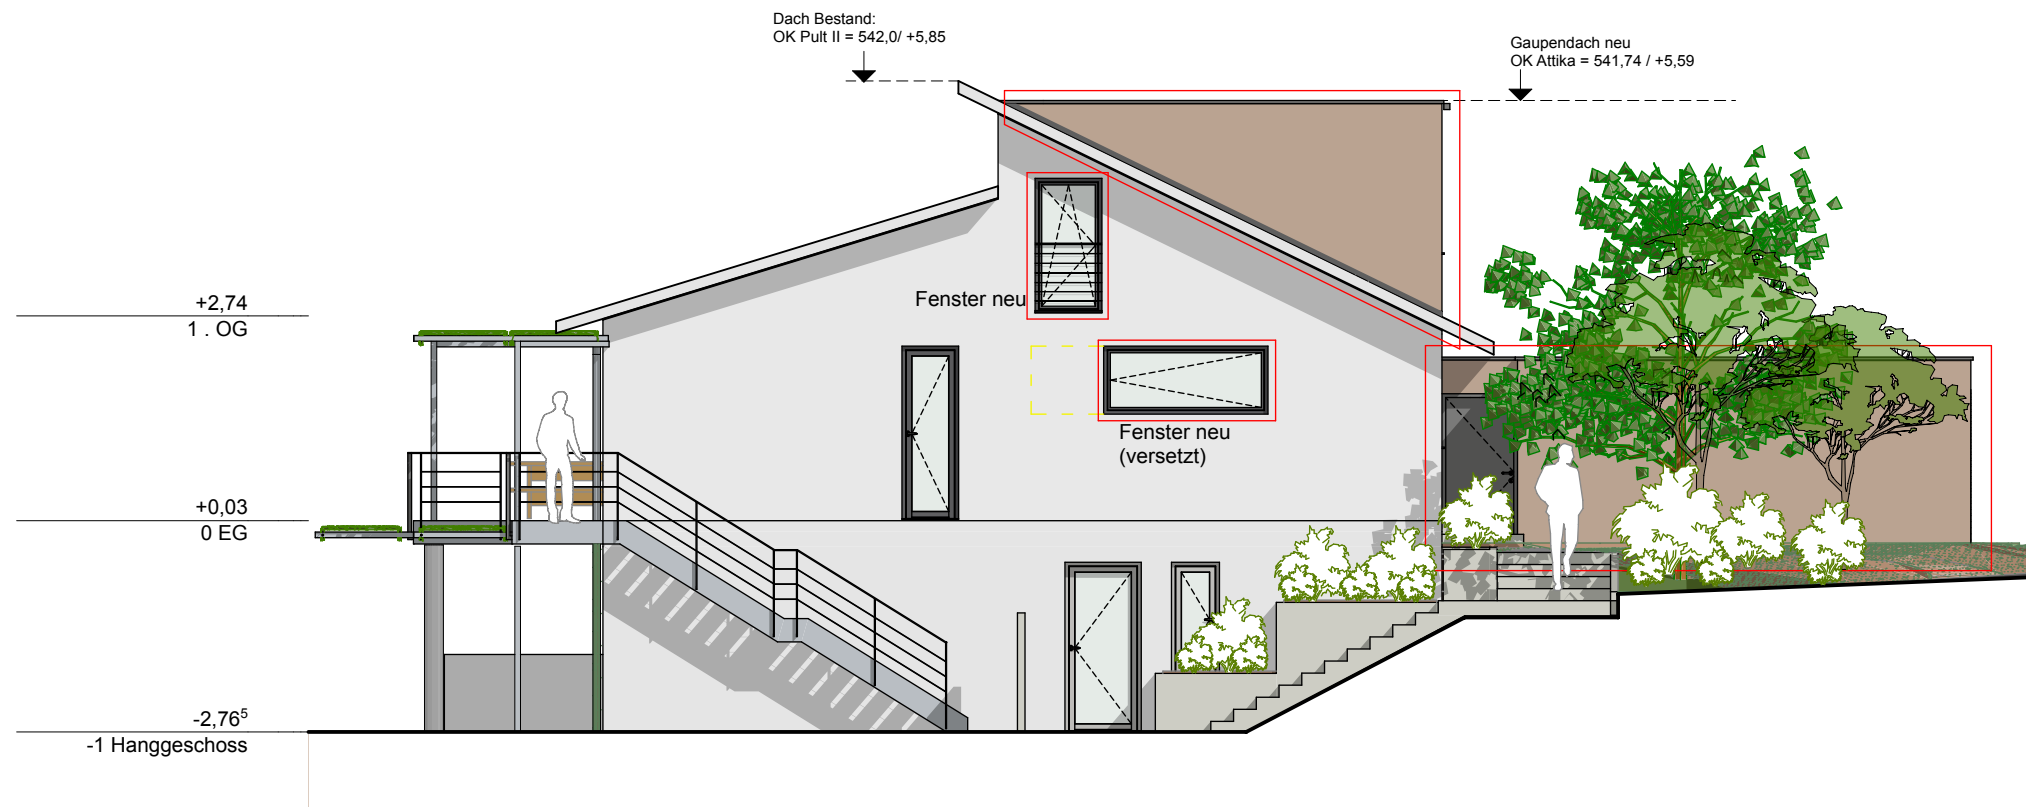 Dach Bestand:
OK Pult II = 542,0/ +5,85
Gaupendach neu
OK Attika = 541,74 / +5,59
+2,74
1 . OG
Fenster neu
Fenster neu
(versetzt)
+0,03
0 EG
-2,76⁵
-1 Hanggeschoss